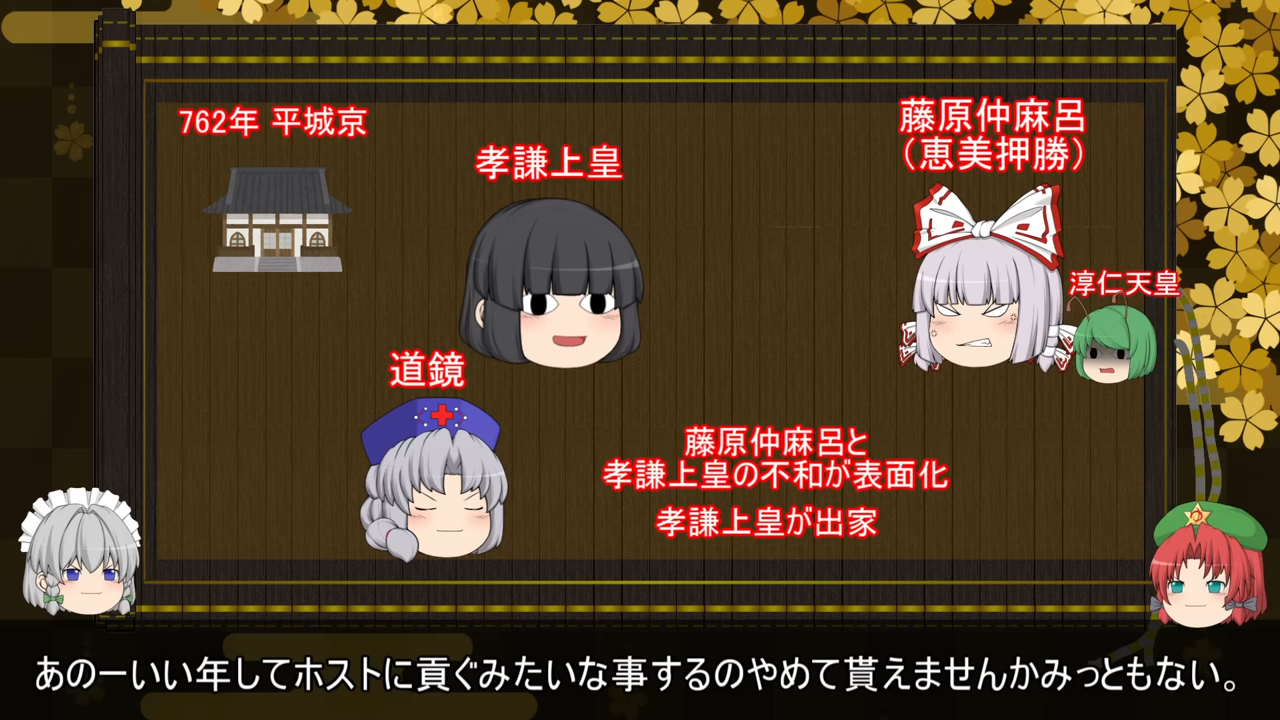 762年 平城京
孝謙上皇
藤原仲麻呂
（恵美押勝）
淳仁天皇
道鏡
藤原仲麻呂と
孝謙上皇の不和が表面化
孝謙上皇が出家
あのーいい年してホストに貢ぐみたいな事するのやめて貰えませんかみっともない。